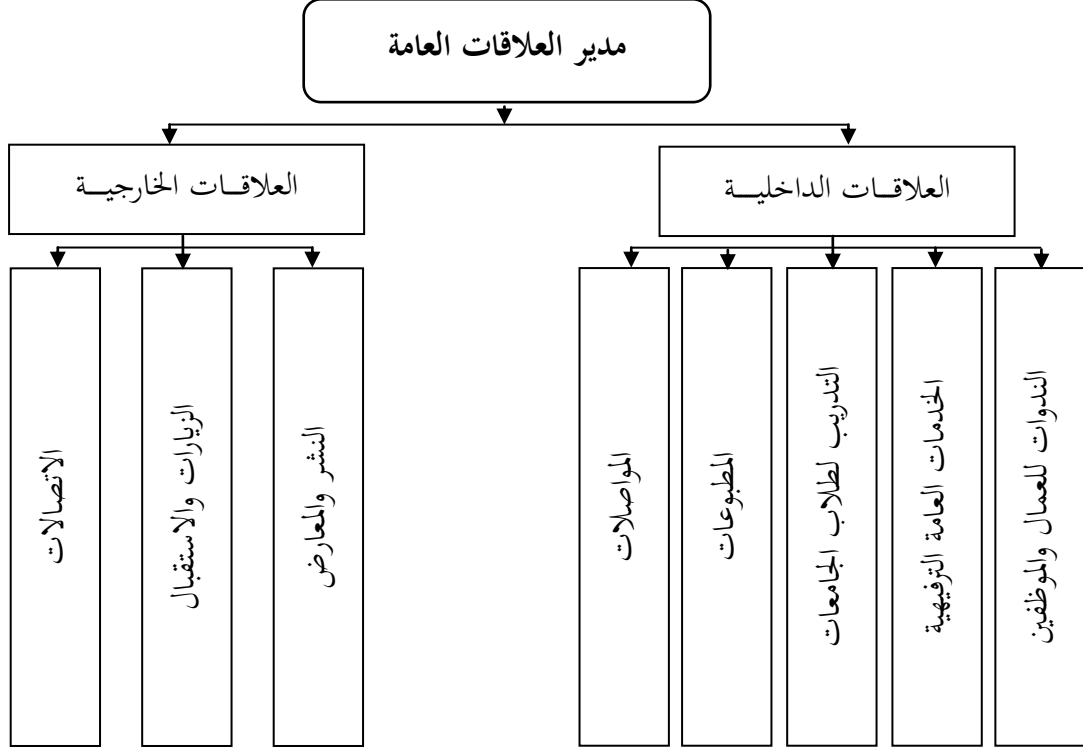 مدير العلاقات العامة
العلاقات الداخلية
العلاقات الخارجية
الندوات للعمال والموظفين
الخدمات العامة الترفيهية
التدريب لطلاب الجامعات
المطبوعات
المواصلات
النشر والمعارض
الزيارات والاستقبال
الاتصالات